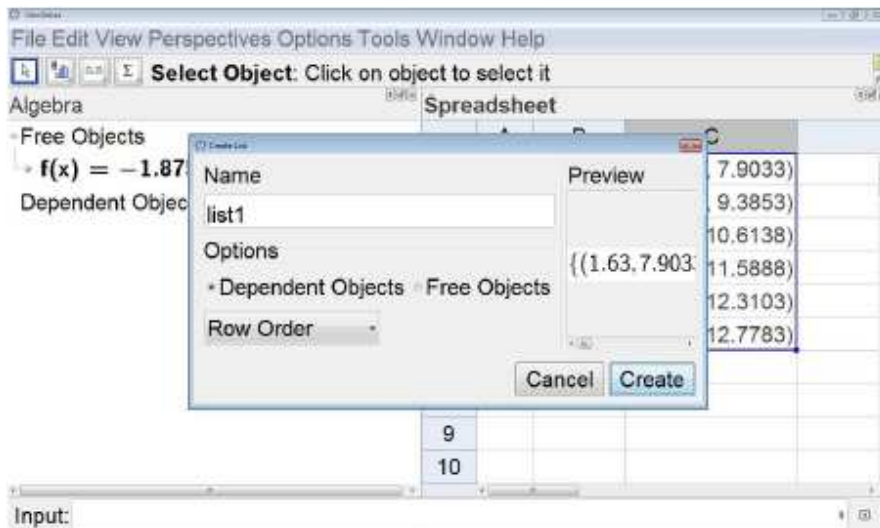 File Edit View Perspectives Options Tools Window Help
Select Object: Click on object to select it
Algebra
Spreadsheet
Free Objects
f(x) = −1.87
Dependent Objec
Create List
Name
list1
Options
Dependent Objects Free Objects
Row Order
Preview
{(1.63,7.903
Cancel Create
C
, 7.9033)
, 9.3853)
10.6138)
11.5888)
12.3103)
12.7783)
9
10
Input: